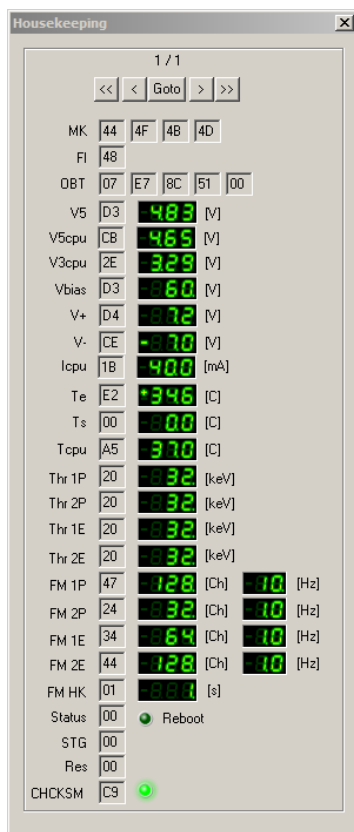 Housekeeping
1 / 1
<< < Goto > >>
MK 44 4F 4B 4D
FI 48
OBT 07 E7 8C 51 00
V5 D3 4.83 [V]
V5cpu CB 4.65 [V]
V3cpu 2E 3.29 [V]
Vbias D3 60. [V]
V+ D4 7.2 [V]
V- CE -7.0 [V]
Icpu 1B 40.0 [mA]
Te E2 +34.6 [C]
Ts 00 0.0 [C]
Tcpu A5 37.0 [C]
Thr 1P 20 32. [keV]
Thr 2P 20 32. [keV]
Thr 1E 20 32. [keV]
Thr 2E 20 32. [keV]
FM 1P 47 128. [Ch] 10. [Hz]
FM 2P 24 32. [Ch] 1.0 [Hz]
FM 1E 34 64. [Ch] 1.0 [Hz]
FM 2E 44 128. [Ch] 1.0 [Hz]
FM HK 01 1. [s]
Status 00 Reboot
STG 00
Res 00
CHCKSM C9